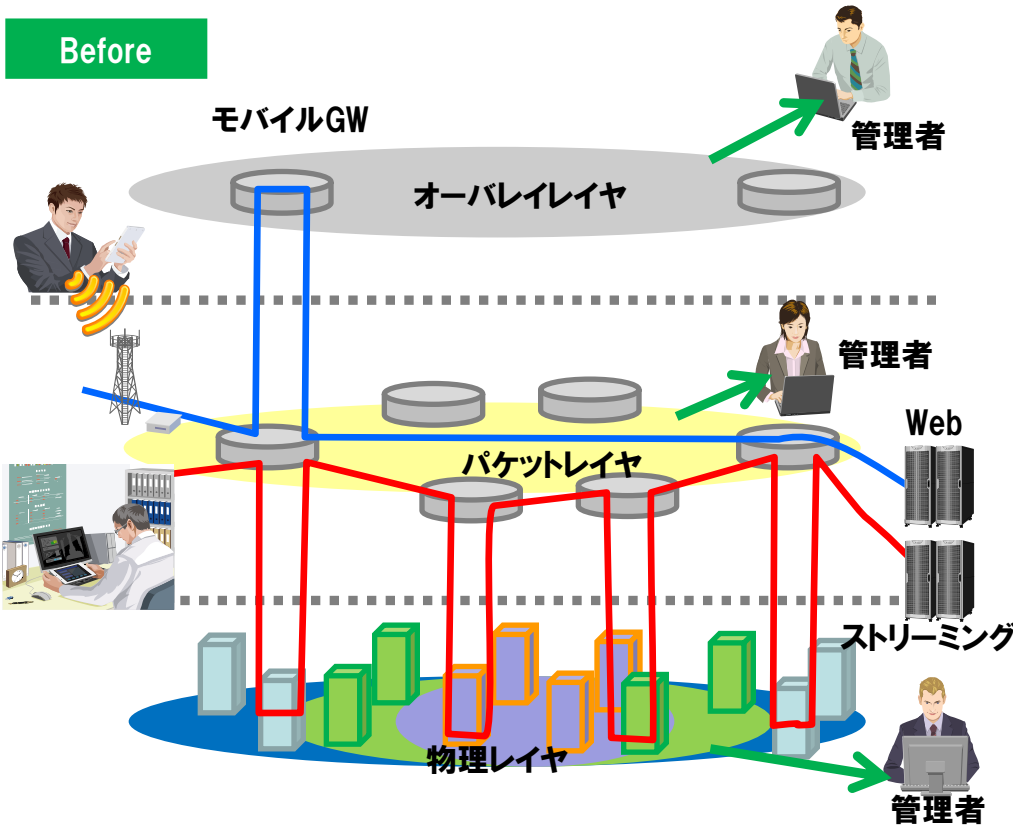 Before
モバイルGW
管理者
オーバレイレイヤ
管理者
Web
パケットレイヤ
ストリーミング
物理レイヤ
管理者